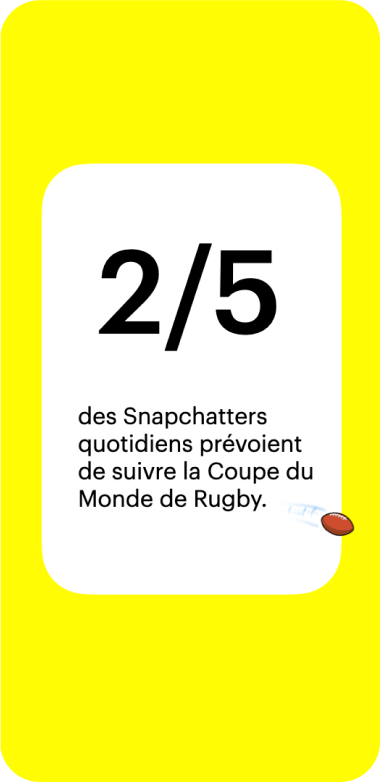 2/5
des Snapchatters
quotidiens prévoient
de suivre la Coupe du
Monde de Rugby.